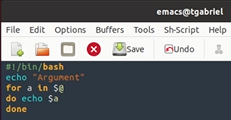 emacs@tgabriel
File Edit Options Buffers Tools Sh-Script Help
Save Undo
#!/bin/bash
echo "Argument"
for a in $@
do echo $a
done